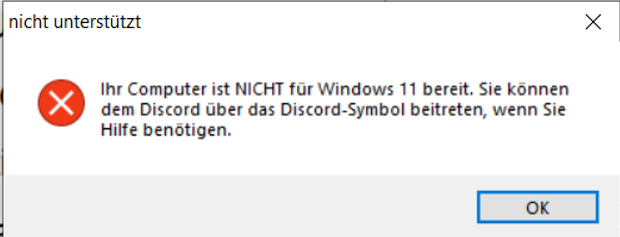 nicht unterstützt
Ihr Computer ist NICHT für Windows 11 bereit. Sie können
dem Discord über das Discord-Symbol beitreten, wenn Sie
Hilfe benötigen.
OK